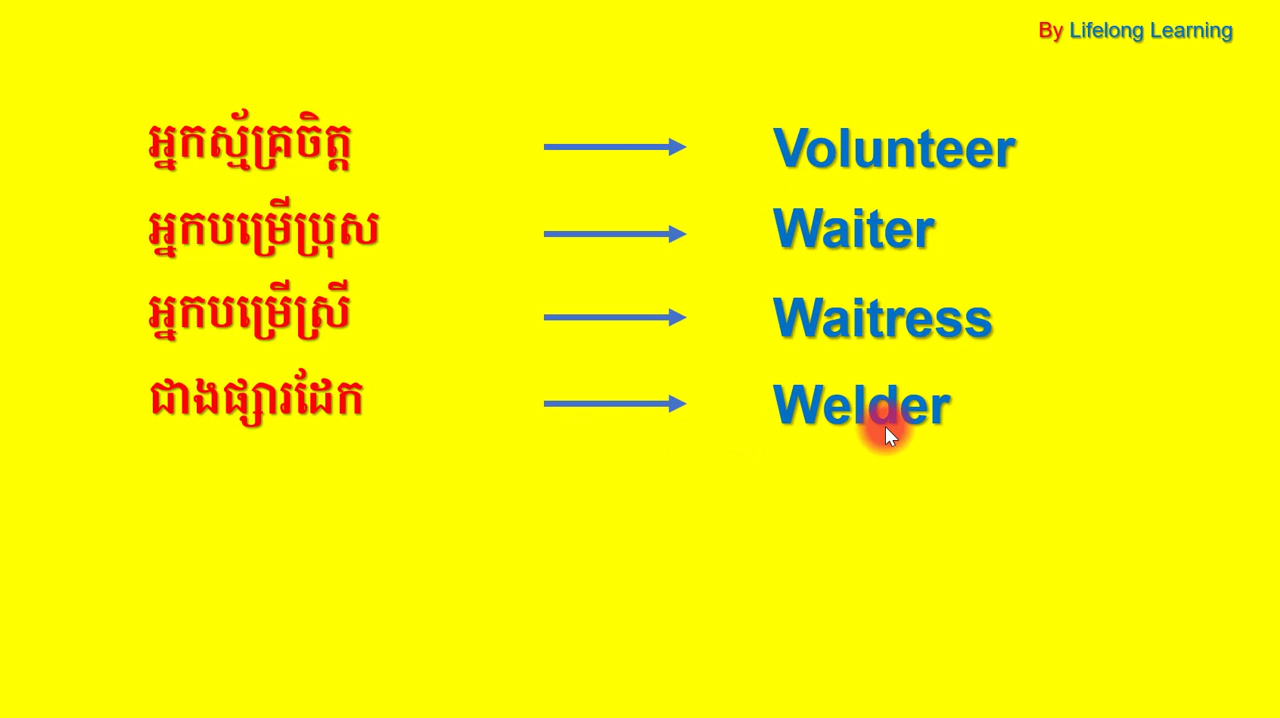 By Lifelong Learning
អ្នកស្ម័គ្រចិត្ត Volunteer
អ្នកបម្រើប្រុស Waiter
អ្នកបម្រើស្រី Waitress
ជាងផ្សារដែក Welder